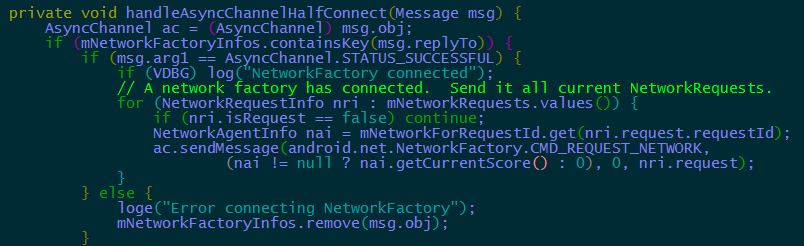 private void handleAsyncChannelHalfConnect(Message msg) {
AsyncChannel ac = (AsyncChannel) msg.obj;
if (mNetworkFactoryInfos.containsKey(msg.replyTo)) {
if (msg.arg1 == AsyncChannel.STATUS_SUCCESSFUL) {
if (VDBG) log("NetworkFactory connected");
// A network factory has connected.  Send it all current NetworkRequests.
for (NetworkRequestInfo nri : mNetworkRequests.values()) {
if (nri.isRequest == false) continue;
NetworkAgentInfo nai = mNetworkForRequestId.get(nri.request.requestId);
ac.sendMessage(android.net.NetworkFactory.CMD_REQUEST_NETWORK,
(nai != null ? nai.getCurrentScore() : 0), 0, nri.request);
}
} else {
loge("Error connecting NetworkFactory");
mNetworkFactoryInfos.remove(msg.obj);
}